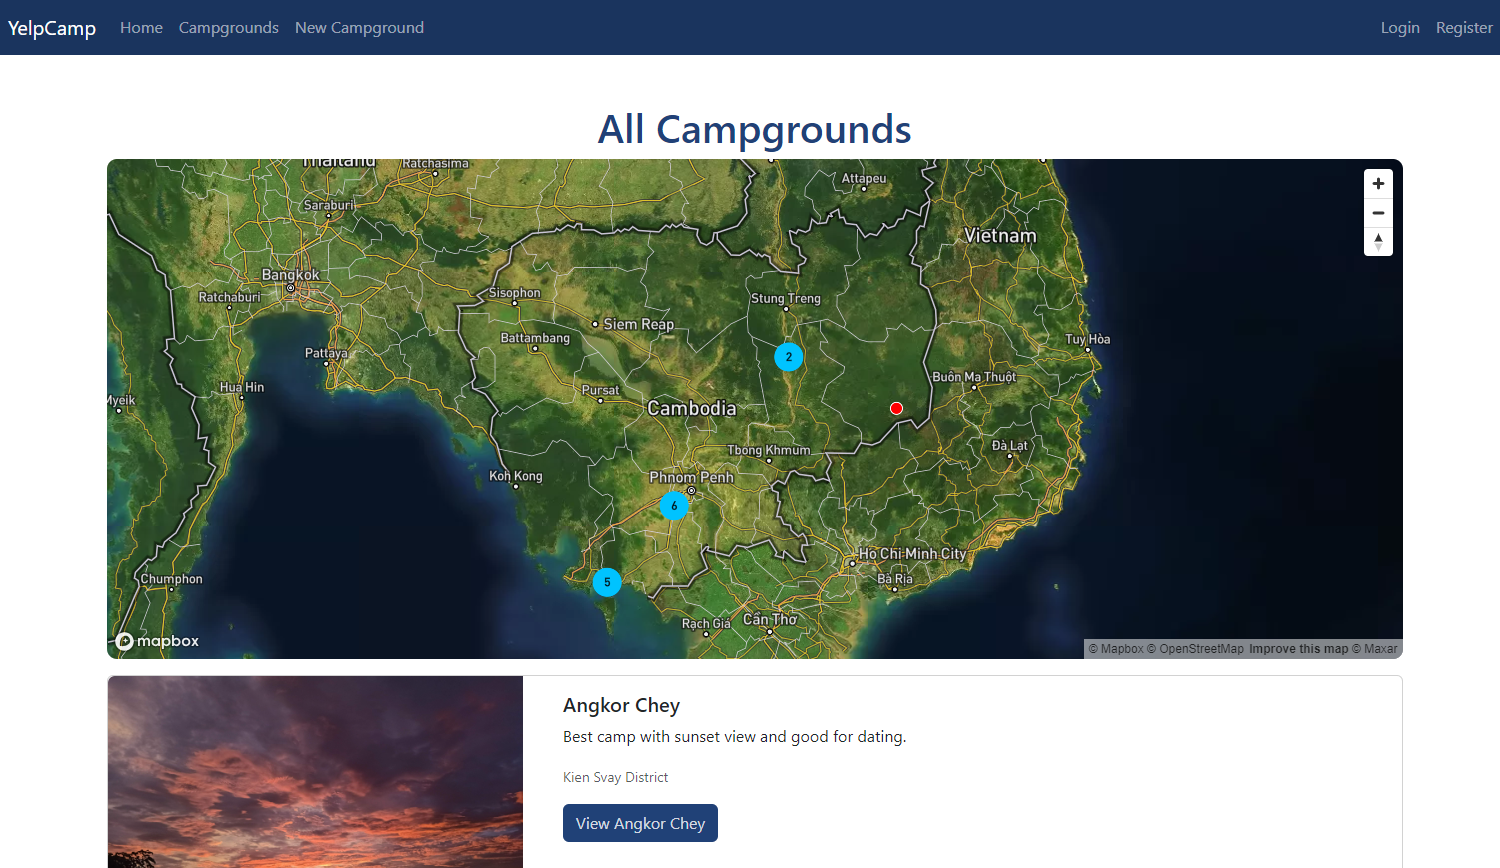 YelpCamp Home Campgrounds New Campground Login Register
All Campgrounds
Thailand
Ratchasima
Attapeu
Saraburi
Vietnam
Bangkok
Ratchaburi
Sisophon
Stung Treng
Siem Reap
Battambang
Tuy Hòa
Pattaya
2
Buôn Ma Thuột
Hua Hin
Pursat
Myeik
Cambodia
Đà Lạt
Tbong Khmum
Koh Kong
Phnom Penh
6
Ho Chi Minh City
Chumphon
5
Bà Rịa
Rạch Giá
Cần Thơ
mapbox
© Mapbox © OpenStreetMap Improve this map © Maxar
Angkor Chey
Best camp with sunset view and good for dating.
Kien Svay District
View Angkor Chey